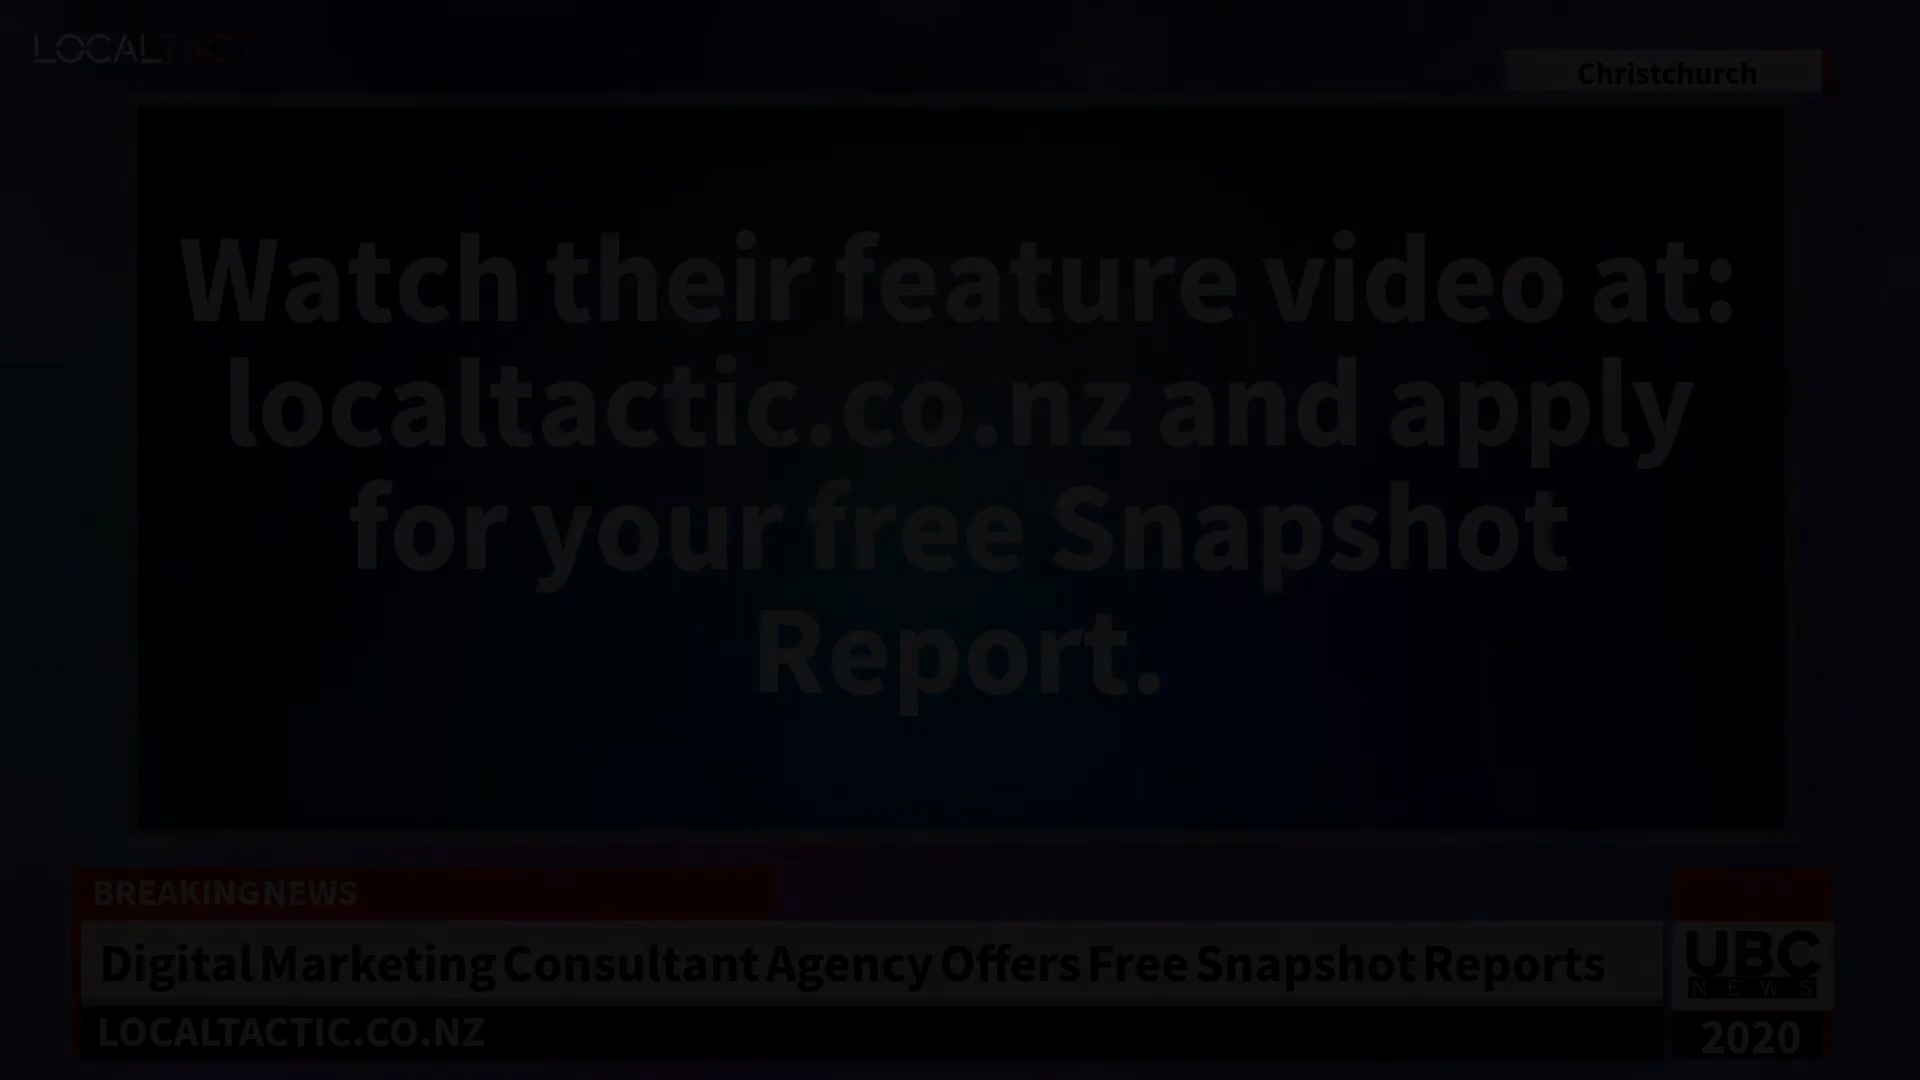 LOCALTACT
Christchurch
Watch their feature video at:
localtactic.co.nz and apply
for your free Snapshot
Report.
BREAKING NEWS
Digital Marketing Consultant Agency Offers Free Snapshot Reports
UBC
NEWS
LOCALTACTIC.CO.NZ
2020